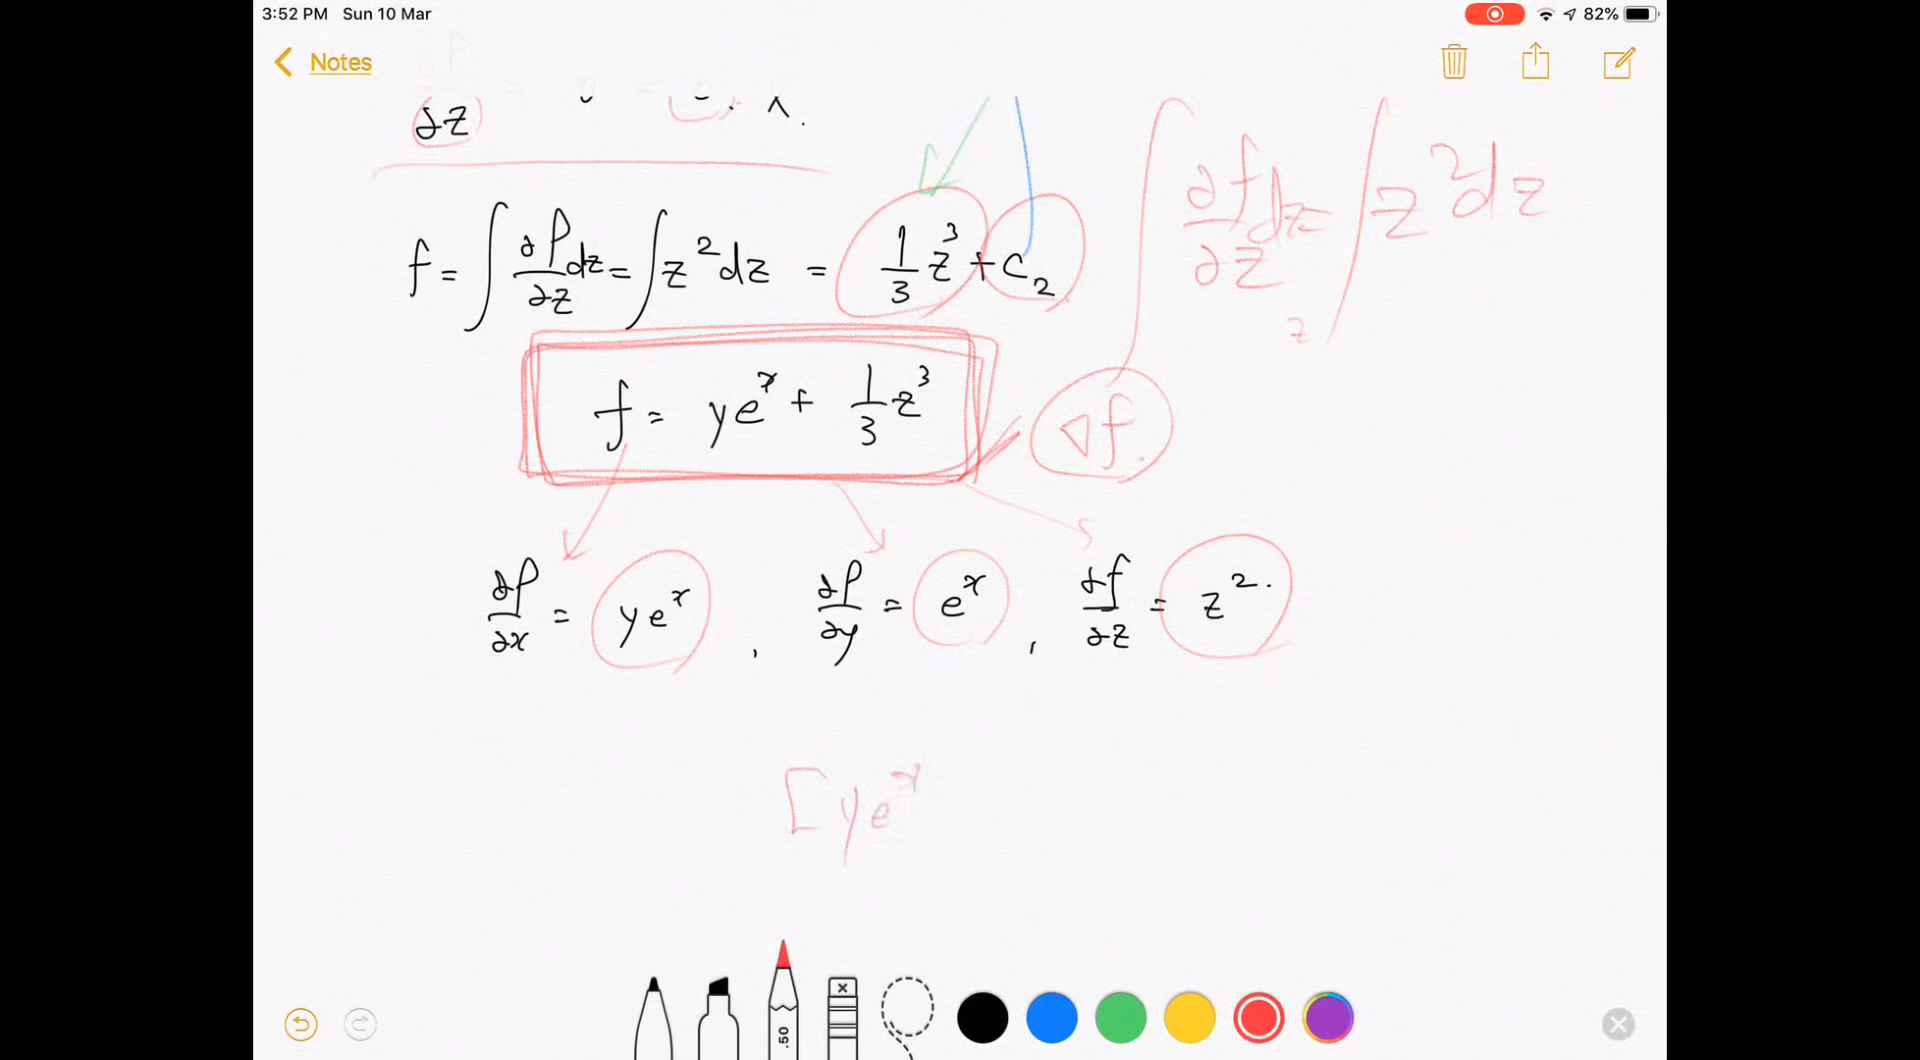 3:52 PM Sun 10 Mar 82%
Notes
∂z x.
f = ∫ ∂f/∂z dz = ∫ z² dz = 1/3 z³ + c₂
∫ ∂f/∂z dz = ∫ z² dz
z
f = ye^x + 1/3 z³
∇f.
∂f/∂x = ye^x , ∂f/∂y = e^x , ∂f/∂z = z².
[ye^x
.50